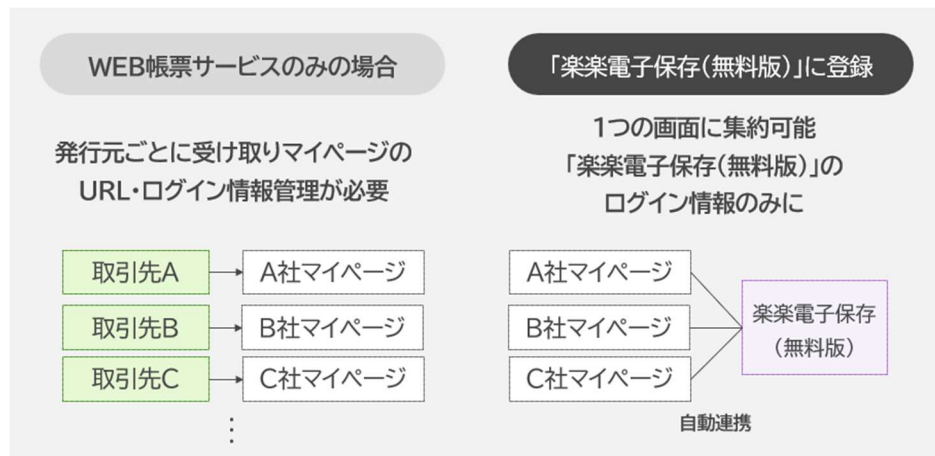 WEB帳票サービスのみの場合
発行元ごとに受け取りマイページの
URL・ログイン情報管理が必要
取引先A
A社マイページ
取引先B
B社マイページ
取引先C
C社マイページ
⋮
「楽楽電子保存(無料版)」に登録
1つの画面に集約可能
「楽楽電子保存(無料版)」の
ログイン情報のみに
A社マイページ
B社マイページ
C社マイページ
楽楽電子保存
(無料版)
自動連携